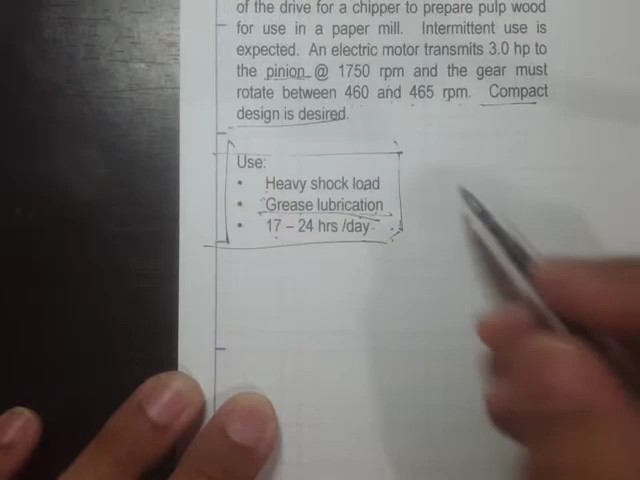 of the drive for a chipper to prepare pulp wood
for use in a paper mill. Intermittent use is
expected. An electric motor transmits 3.0 hp to
the pinion @ 1750 rpm and the gear must
rotate between 460 and 465 rpm. Compact
design is desired.
Use:
• Heavy shock load
• Grease lubrication
• 17 – 24 hrs /day